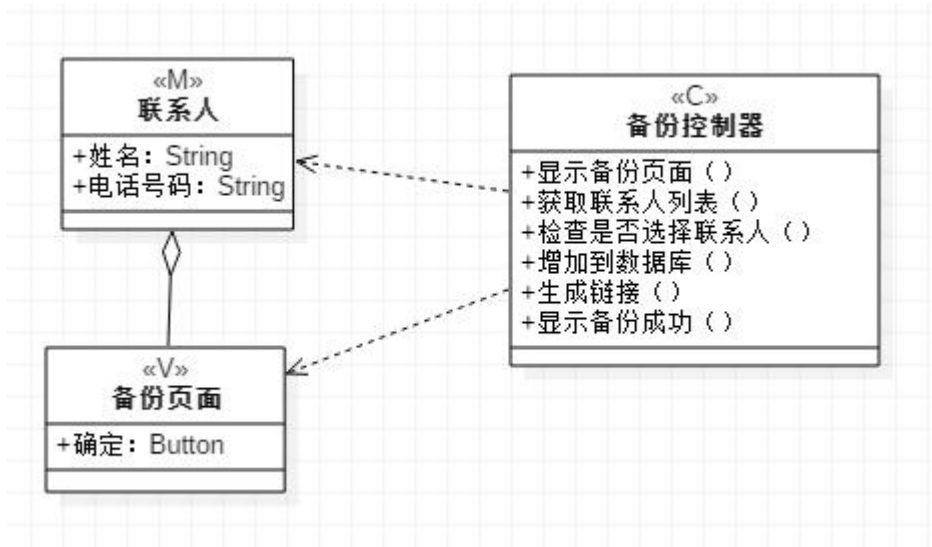 «M»
联系人
+姓名：String
+电话号码：String
«C»
备份控制器
+显示备份页面（）
+获取联系人列表（）
+检查是否选择联系人（）
+增加到数据库（）
+生成链接（）
+显示备份成功（）
«V»
备份页面
+确定：Button